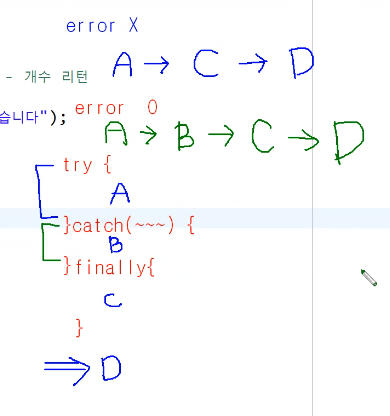 error X
A → C → D
- 개수 리턴
습니다");
error O
A → B → C → D
try {
A
}catch(~~~) {
B
}finally{
C
}
⇒ D